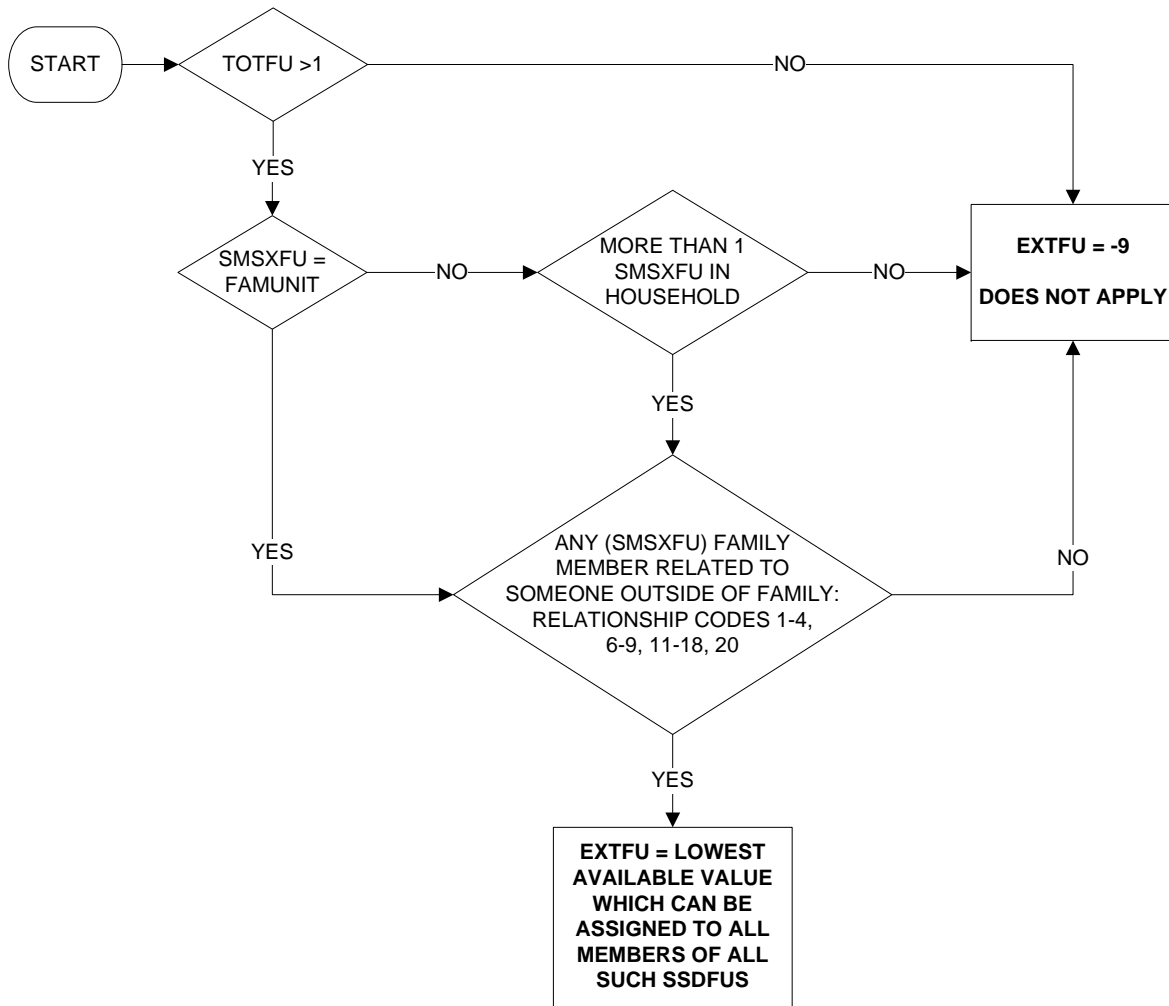 START
TOTFU >1
NO
YES
SMSXFU =
FAMUNIT
NO
MORE THAN 1
SMSXFU IN
HOUSEHOLD
NO
EXTFU = -9
DOES NOT APPLY
YES
YES
ANY (SMSXFU) FAMILY
MEMBER RELATED TO
SOMEONE OUTSIDE OF FAMILY:
RELATIONSHIP CODES 1-4,
6-9, 11-18, 20
NO
YES
EXTFU = LOWEST
AVAILABLE VALUE
WHICH CAN BE
ASSIGNED TO ALL
MEMBERS OF ALL
SUCH SSDFUS